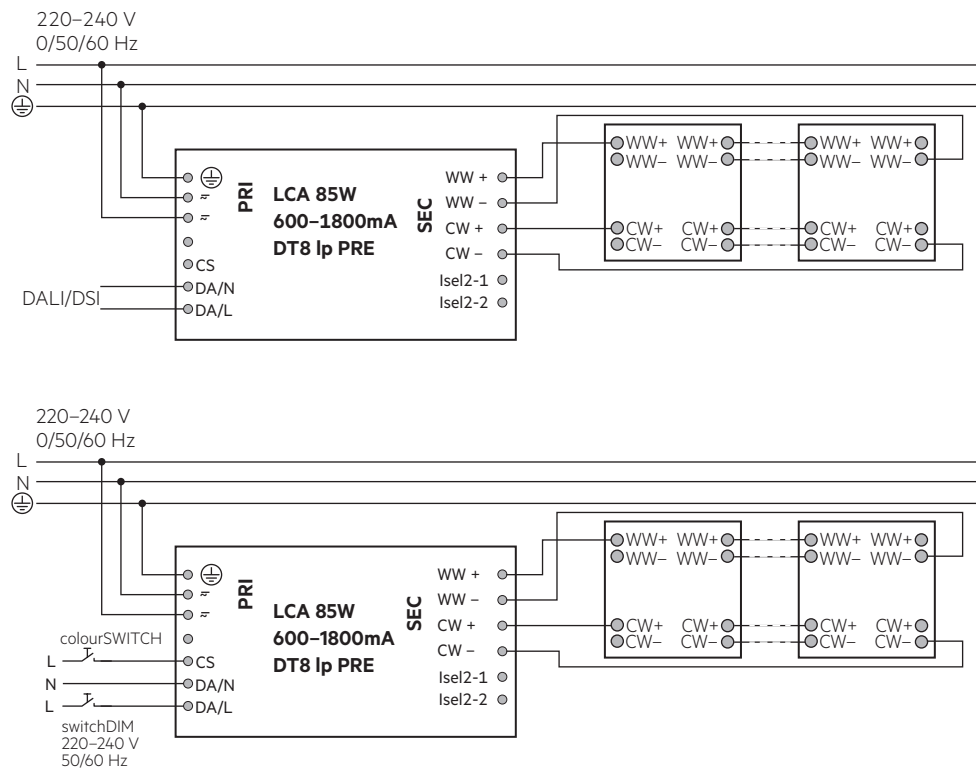 220–240 V
0/50/60 Hz
L
N
WW+ WW+ WW+ WW+
WW– WW– WW– WW–
CW+ CW+ CW+ CW+
CW– CW– CW– CW–
PRI
LCA 85W
600–1800mA
DT8 lp PRE
SEC
WW +
WW –
CW +
CW –
Isel2-1
Isel2-2
CS
DALI/DSI
DA/N
DA/L
220–240 V
0/50/60 Hz
L
N
WW+ WW+ WW+ WW+
WW– WW– WW– WW–
CW+ CW+ CW+ CW+
CW– CW– CW– CW–
PRI
LCA 85W
600–1800mA
DT8 lp PRE
SEC
WW +
WW –
CW +
CW –
Isel2-1
Isel2-2
colourSWITCH
L CS
N DA/N
L DA/L
switchDIM
220–240 V
50/60 Hz